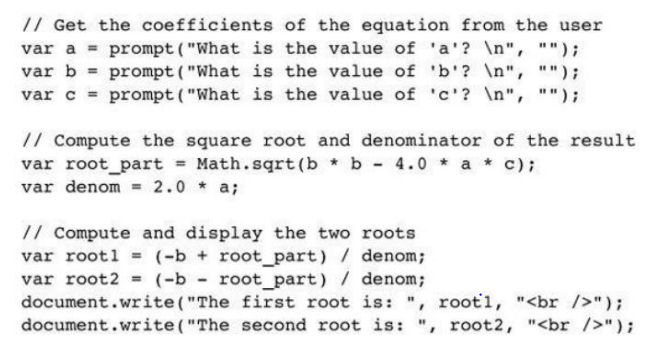 // Get the coefficients of the equation from the user
var a = prompt("What is the value of 'a'? \n", "");
var b = prompt("What is the value of 'b'? \n", "");
var c = prompt("What is the value of 'c'? \n", "");
// Compute the square root and denominator of the result
var root_part = Math.sqrt(b * b - 4.0 * a * c);
var denom = 2.0 * a;
// Compute and display the two roots
var root1 = (-b + root_part) / denom;
var root2 = (-b - root_part) / denom;
document.write("The first root is: ", root1, "<br />");
document.write("The second root is: ", root2, "<br />");